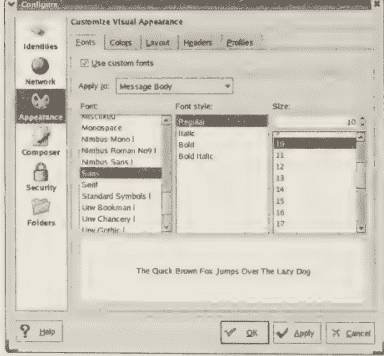 Configure
Customize Visual Appearance
Identities
Network
Appearance
Composer
Security
Folders
Fonts Colors Layout Headers Profiles
Use custom fonts
Apply to: Message Body
Font: Font style: Size:
Monospace
Nimbus Mono l
Nimbus Roman No9 l
Nimbus Sans l
Sans
Serif
Standard Symbols l
Urw Bookman l
Urw Chancery l
Urw Gothic l
Regular
Italic
Bold
Bold Italic
10
10
11
12
13
14
15
16
17
The Quick Brown Fox Jumps Over The Lazy Dog
? Help
OK
Apply
Cancel